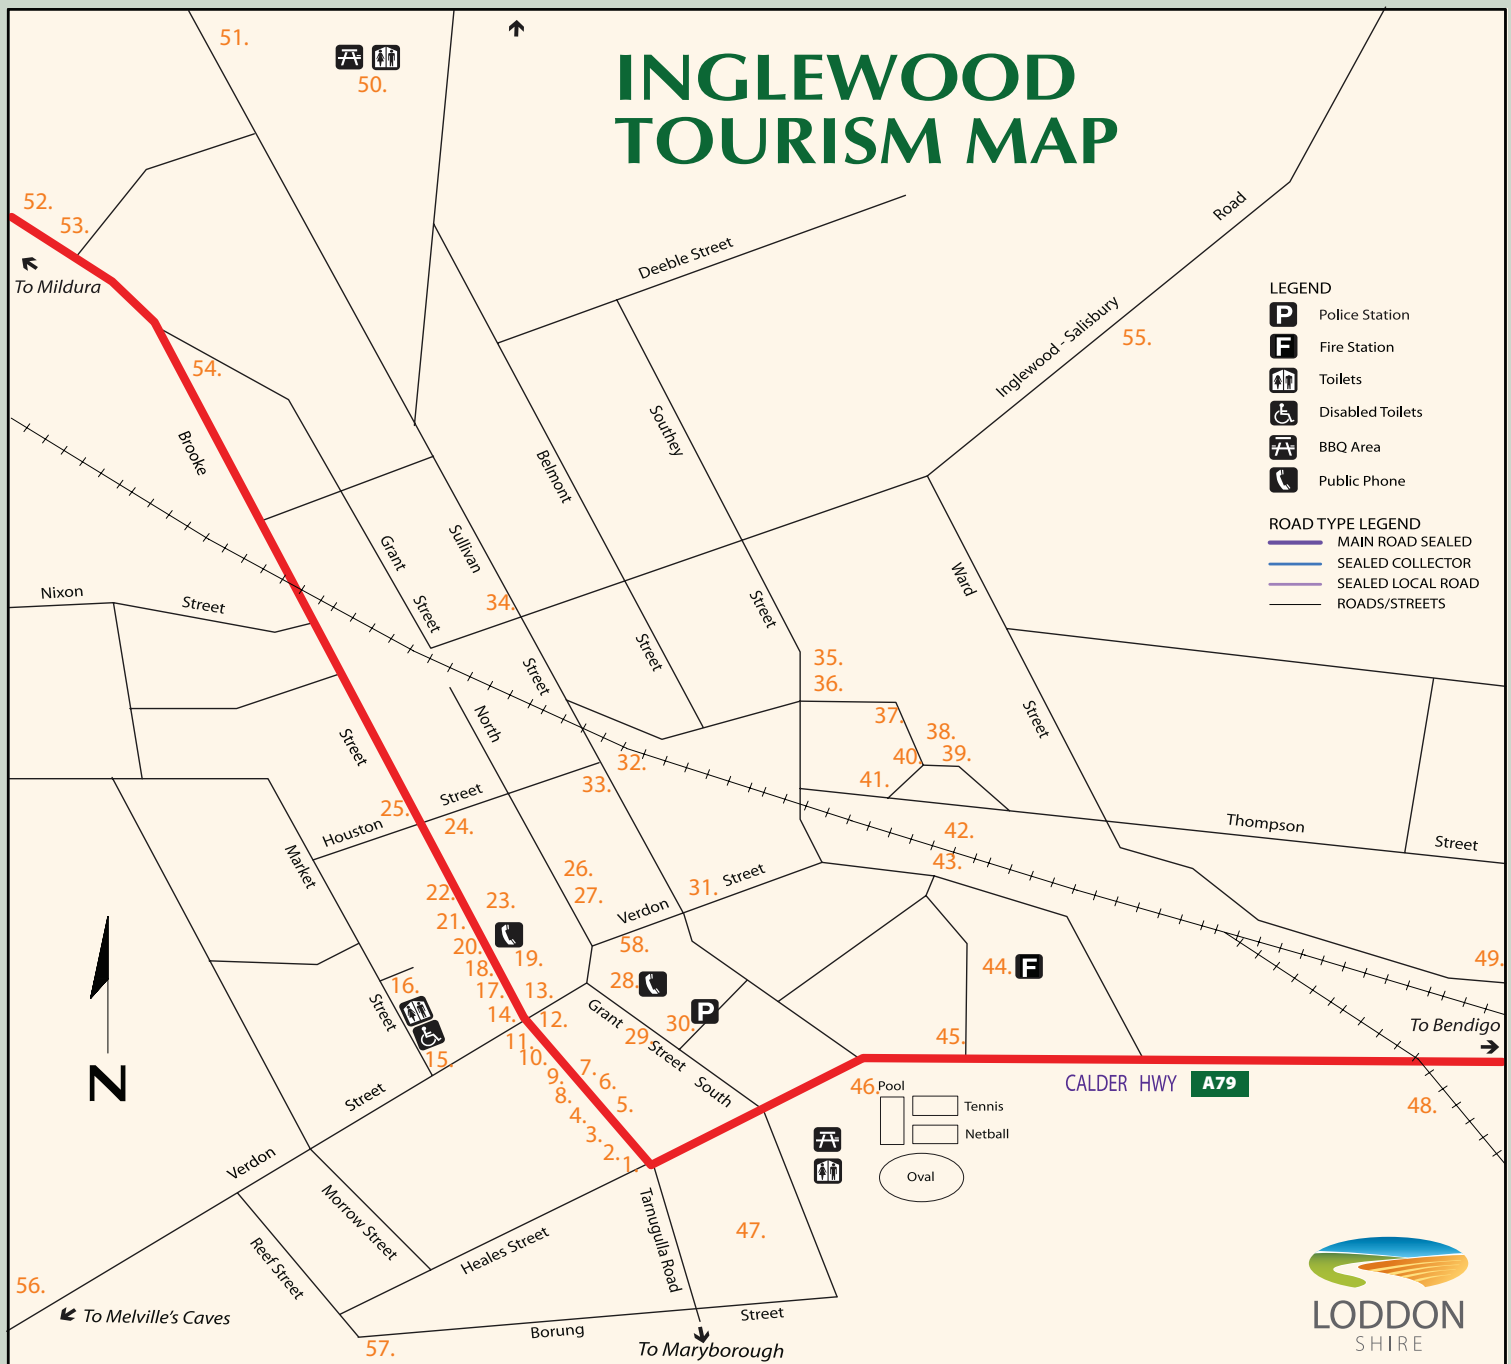 INGLEWOOD
TOURISM MAP
51.
50.
52.
53.
To Mildura
54.
Deeble Street
Road
Inglewood - Salisbury
55.
LEGEND
P Police Station
F Fire Station
Toilets
Disabled Toilets
BBQ Area
Public Phone
ROAD TYPE LEGEND
MAIN ROAD SEALED
SEALED COLLECTOR
SEALED LOCAL ROAD
ROADS/STREETS
Brooke
Street
Southey
Street
Belmont
Street
Sullivan
Street
Grant
Street
Ward
Street
Nixon
Street
34.
35.
36.
37.
38.
39.
40.
41.
North
32.
33.
25.
24.
Houston
Street
Market
Street
Thompson
Street
42.
43.
26.
27.
31.
Verdon
Street
22.
23.
21.
20.
19.
18.
17.
13.
16.
14.
12.
58.
28.
30.
P
29.
44.
F
49.
To Bendigo
Grant
Street
South
11.
10.
15.
9.
8.
7.
6.
5.
4.
3.
2.
1.
45.
46.
Pool
Tennis
Netball
Oval
CALDER HWY
A79
48.
Street
Verdon
Morrow Street
Reef Street
Heales Street
Tarnugulla Road
47.
56.
To Melville's Caves
57.
Borung
Street
To Maryborough
N
LODDON
SHIRE